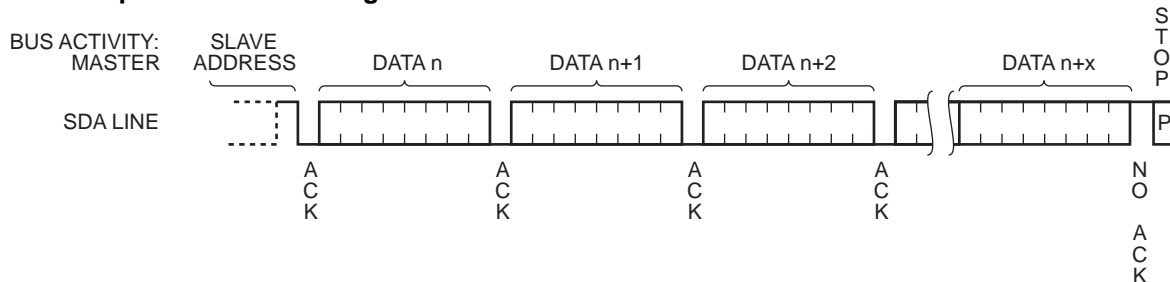 S
T
O
P
BUS ACTIVITY:
MASTER
SLAVE
ADDRESS
DATA n
DATA n+1
DATA n+2
DATA n+x
SDA LINE
P
A
C
K
A
C
K
A
C
K
A
C
K
N
O
A
C
K